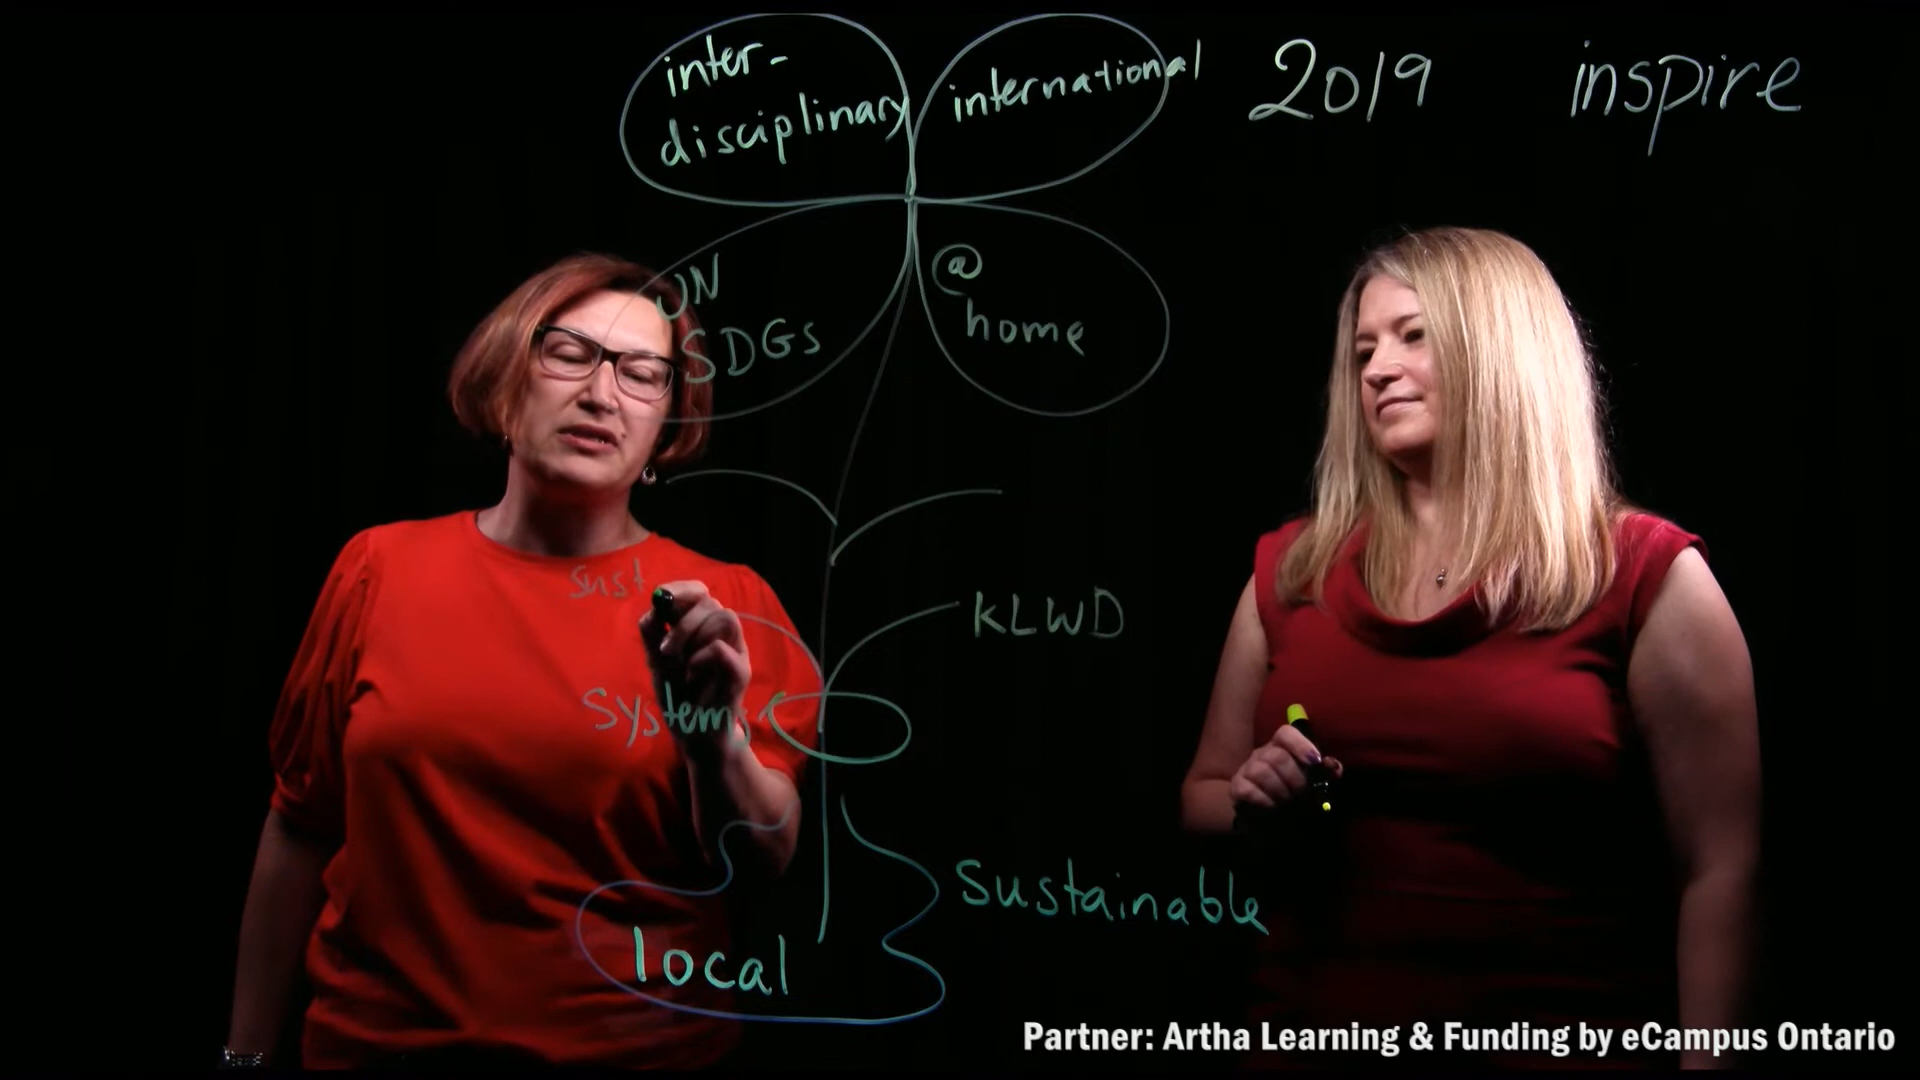 inter-
disciplinary
international
2019
inspire
UN
SDGs
@
home
Sust
KLWD
Systems
Sustainable
local
Partner: Artha Learning & Funding by eCampus Ontario